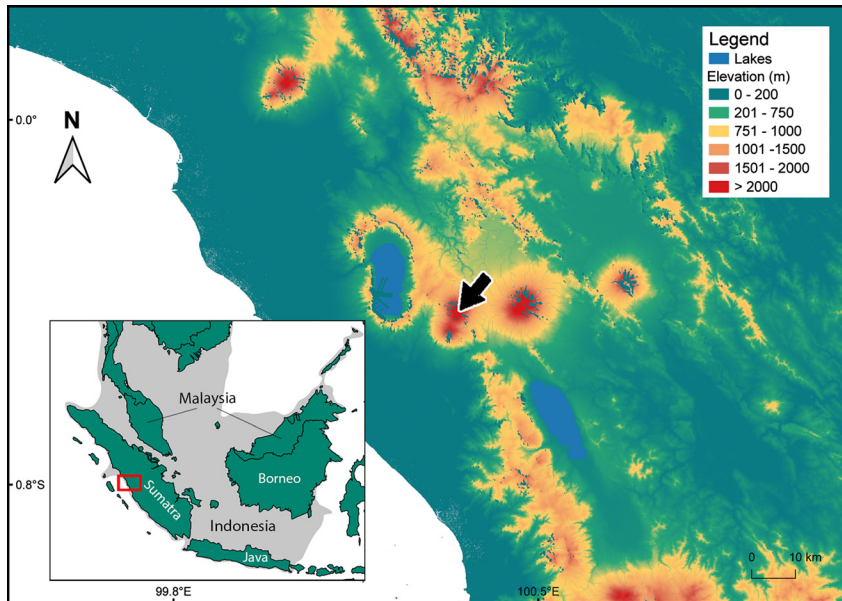 Legend
Lakes
Elevation (m)
0 - 200
201 - 750
751 - 1000
1001 -1500
1501 - 2000
> 2000
0.0°
N
Malaysia
Borneo
Sumatra
Indonesia
Java
0.8°S
0 10 km
99.8°E
100.5°E